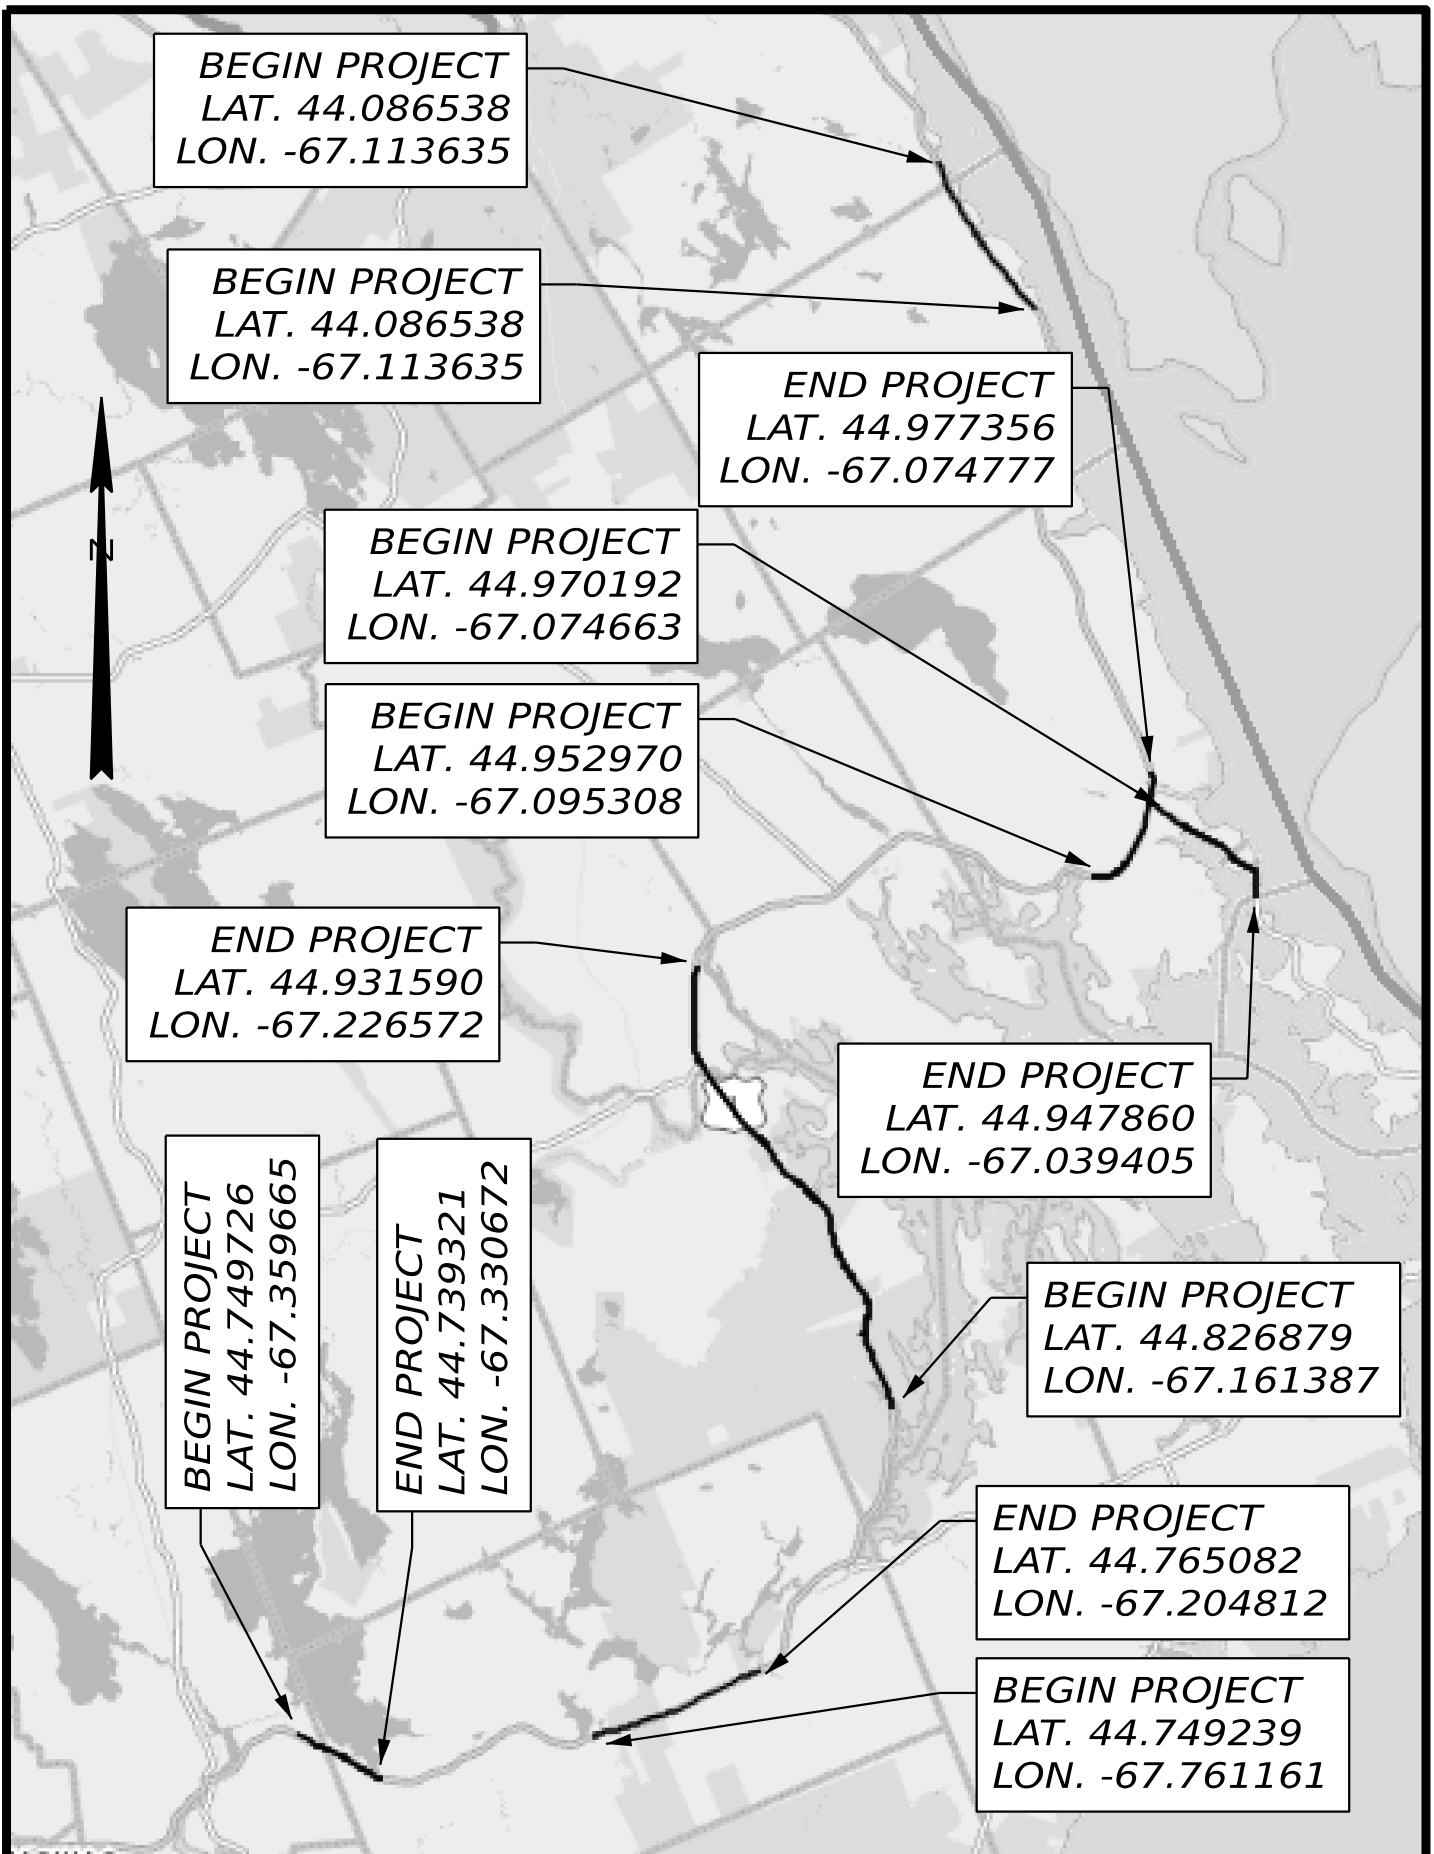 BEGIN PROJECT
LAT. 44.086538
LON. -67.113635
BEGIN PROJECT
LAT. 44.086538
LON. -67.113635
END PROJECT
LAT. 44.977356
LON. -67.074777
BEGIN PROJECT
LAT. 44.970192
LON. -67.074663
N
BEGIN PROJECT
LAT. 44.952970
LON. -67.095308
END PROJECT
LAT. 44.931590
LON. -67.226572
END PROJECT
LAT. 44.947860
LON. -67.039405
BEGIN PROJECT
LAT. 44.749726
LON. -67.359665
END PROJECT
LAT. 44.739321
LON. -67.330672
BEGIN PROJECT
LAT. 44.826879
LON. -67.161387
END PROJECT
LAT. 44.765082
LON. -67.204812
BEGIN PROJECT
LAT. 44.749239
LON. -67.761161